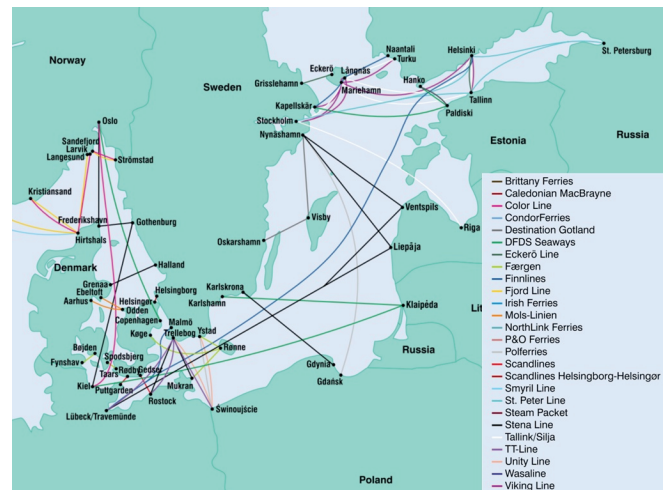 Norway
Sweden
Eckerö
Långnäs
Naantali
Turku
Helsinki
St. Petersburg
Grisslehamn
Mariehamn
Hanko
Tallinn
Kapellskär
Paldiski
Stockholm
Nynäshamn
Estonia
Russia
Oslo
Sandefjord
Larvik
Langesund
Strömstad
Kristiansand
Frederikshavn
Gothenburg
Hirtshals
Visby
Oskarshamn
Ventspils
Riga
Liepāja
Denmark
Halland
Grenaa
Ebeltoft
Aarhus
Odden
Helsingør
Helsingborg
Copenhagen
Karlskrona
Karlshamn
Klaipėda
Lit
Malmö
Trelleborg
Ystad
Køge
Rønne
Bøjden
Fynshav
Spodsbjerg
Taars
Rødby
Gedser
Kiel
Puttgarden
Mukran
Rostock
Lübeck/Travemünde
Swinoujście
Gdynia
Gdańsk
Russia
Poland
Brittany Ferries
Caledonian MacBrayne
Color Line
CondorFerries
Destination Gotland
DFDS Seaways
Eckerö Line
Færgen
Finnlines
Fjord Line
Irish Ferries
Mols-Linien
NorthLink Ferries
P&O Ferries
Polferries
Scandlines
Scandlines Helsingborg-Helsingør
Smyril Line
St. Peter Line
Steam Packet
Stena Line
Tallink/Silja
TT-Line
Unity Line
Wasaline
Viking Line